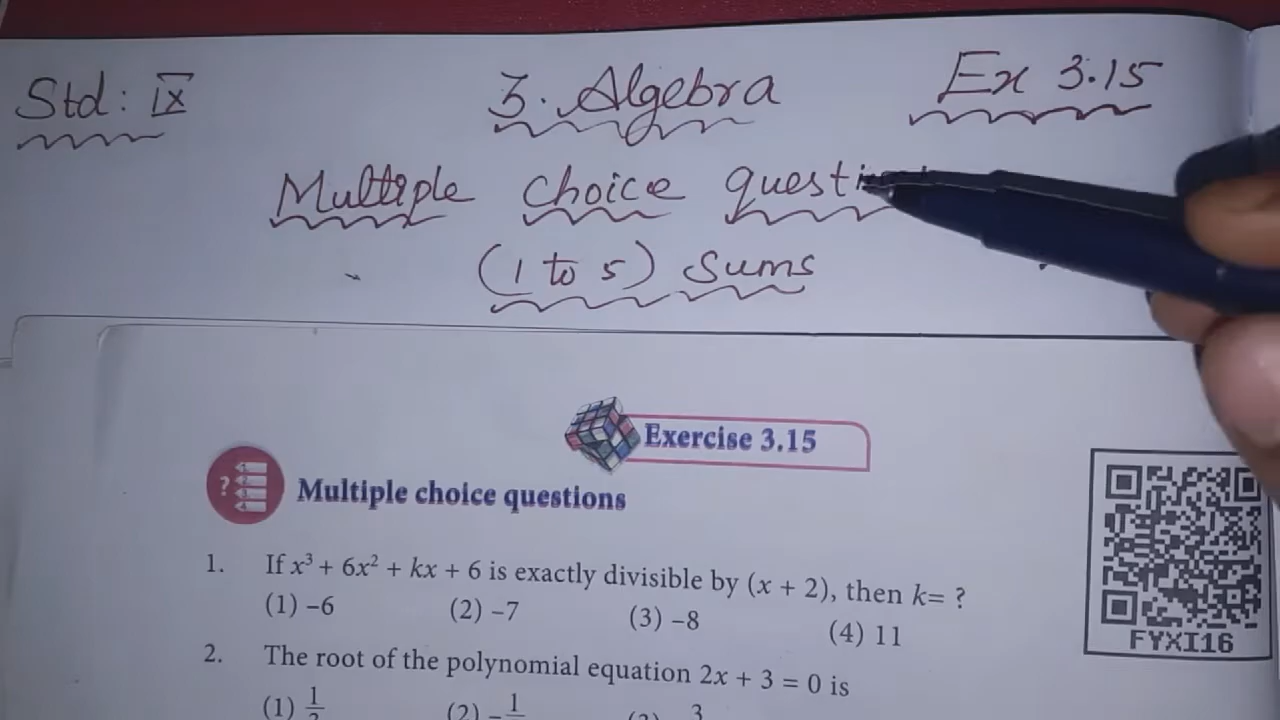 Std: IX 3. Algebra Ex 3.15
Multiple choice
(1 to 5) Sums
Exercise 3.15
? Multiple choice questions
1. If x³ + 6x² + kx + 6 is exactly divisible by (x + 2), then k= ?
(1) –6 (2) –7 (3) –8 (4) 11
FYXI16
2. The root of the polynomial equation 2x + 3 = 0 is
(1) (2)